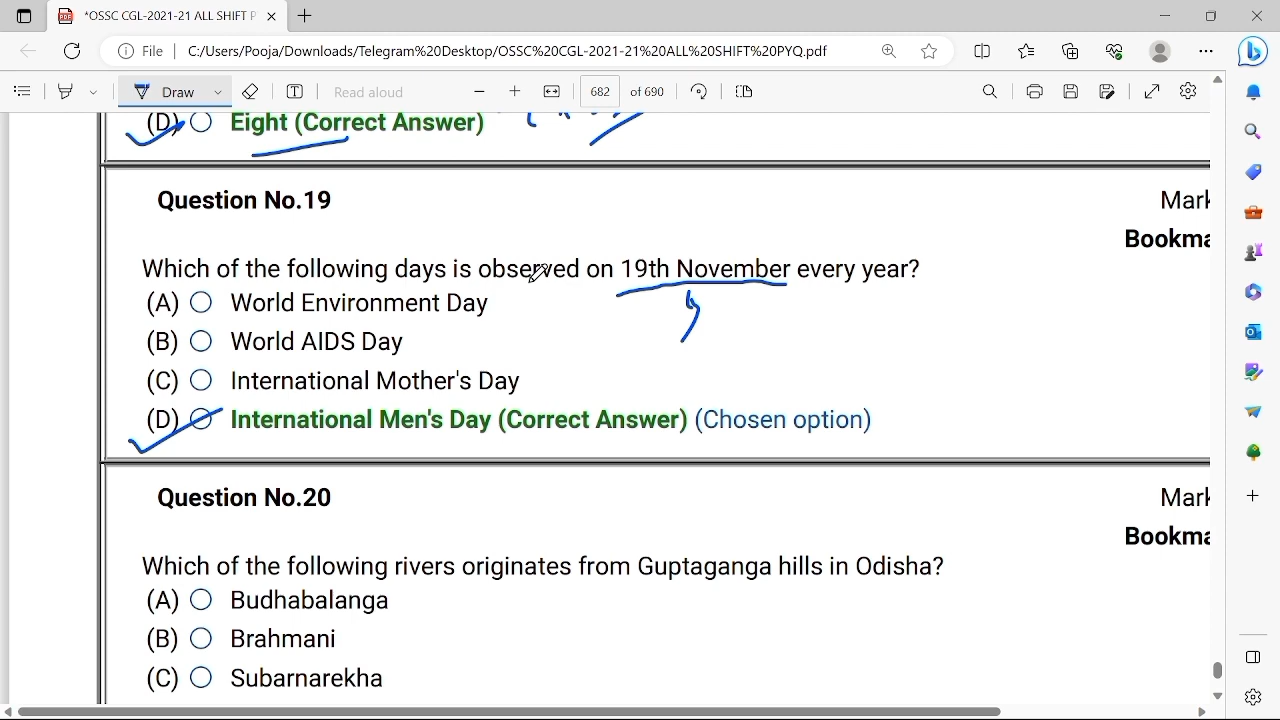 *OSSC CGL-2021-21 ALL SHIFT P
File
C:/Users/Pooja/Downloads/Telegram%20Desktop/OSSC%20CGL-2021-21%20ALL%20SHIFT%20PYQ.pdf
Draw
Read aloud
682
of 690
(D) Eight (Correct Answer)
Question No.19
Mark
Bookma
Which of the following days is observed on 19th November every year?
(A) World Environment Day
(B) World AIDS Day
(C) International Mother's Day
(D) International Men's Day (Correct Answer) (Chosen option)
Question No.20
Mark
Bookma
Which of the following rivers originates from Guptaganga hills in Odisha?
(A) Budhabalanga
(B) Brahmani
(C) Subarnarekha